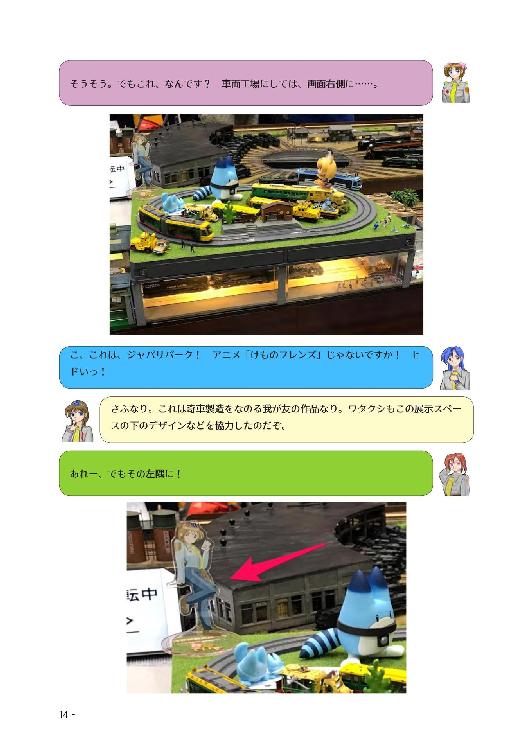 そうそう。でもこれ、なんです？　車両工場にしては、画面右側に……。
転中
こ、これは、ジャパリパーク！　アニメ「けものフレンズ」じゃないですか！　ヒ
ドいっ！
さふなり。これは奇車製造をなのる我が友の作品なり。ワタクシもこの展示スペー
スの下のデザインなどを協力したのだぞ。
あれー、でもその左隅に！
転中
14 -